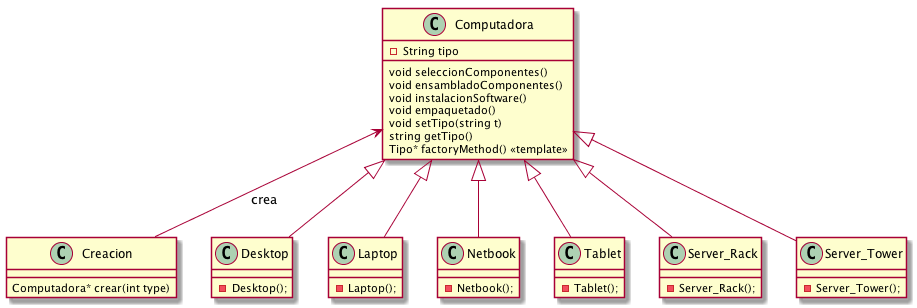 C Computadora
String tipo
void seleccionComponentes()
void ensambladoComponentes()
void instalacionSoftware()
void empaquetado()
void setTipo(string t)
string getTipo()
Tipo* factoryMethod() «template»
crea
C Creacion
Computadora* crear(int type)
C Desktop
Desktop();
C Laptop
Laptop();
C Netbook
Netbook();
C Tablet
Tablet();
C Server_Rack
Server_Rack();
C Server_Tower
Server_Tower();